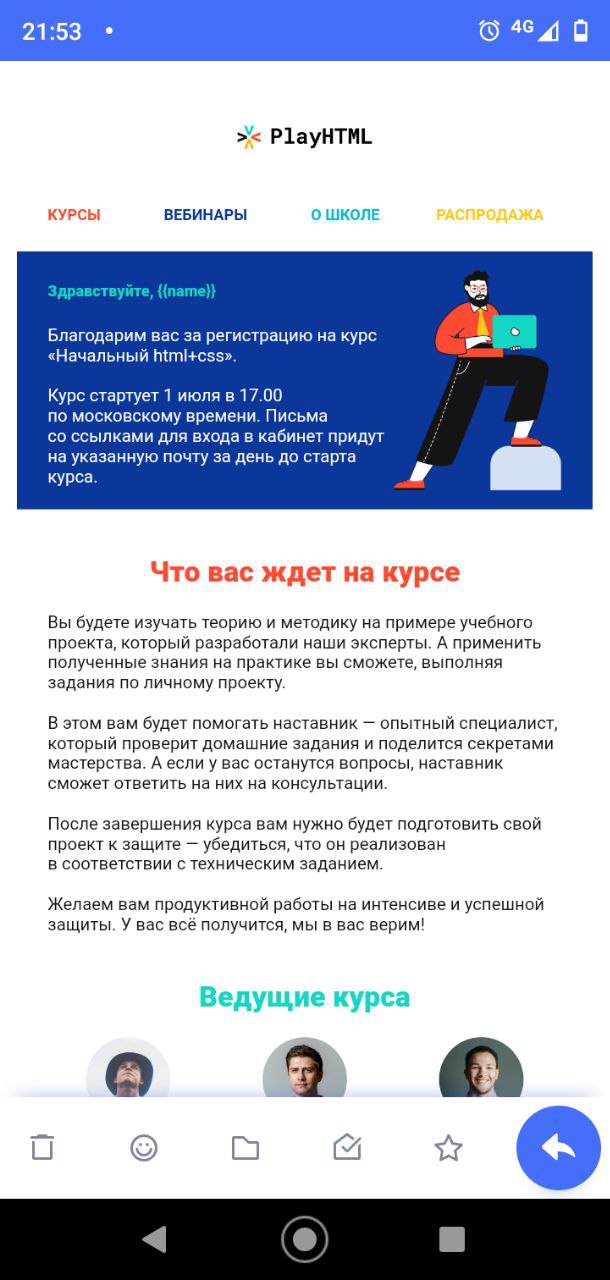 21:53
4G
PlayHTML
КУРСЫ ВЕБИНАРЫ О ШКОЛЕ РАСПРОДАЖА
Здравствуйте, {{name}}
Благодарим вас за регистрацию на курс
«Начальный html+css».
Курс стартует 1 июля в 17.00
по московскому времени. Письма
со ссылками для входа в кабинет придут
на указанную почту за день до старта
курса.
Что вас ждет на курсе
Вы будете изучать теорию и методику на примере учебного
проекта, который разработали наши эксперты. А применить
полученные знания на практике вы сможете, выполняя
задания по личному проекту.
В этом вам будет помогать наставник — опытный специалист,
который проверит домашние задания и поделится секретами
мастерства. А если у вас останутся вопросы, наставник
сможет ответить на них на консультации.
После завершения курса вам нужно будет подготовить свой
проект к защите — убедиться, что он реализован
в соответствии с техническим заданием.
Желаем вам продуктивной работы на интенсиве и успешной
защиты. У вас всё получится, мы в вас верим!
Ведущие курса